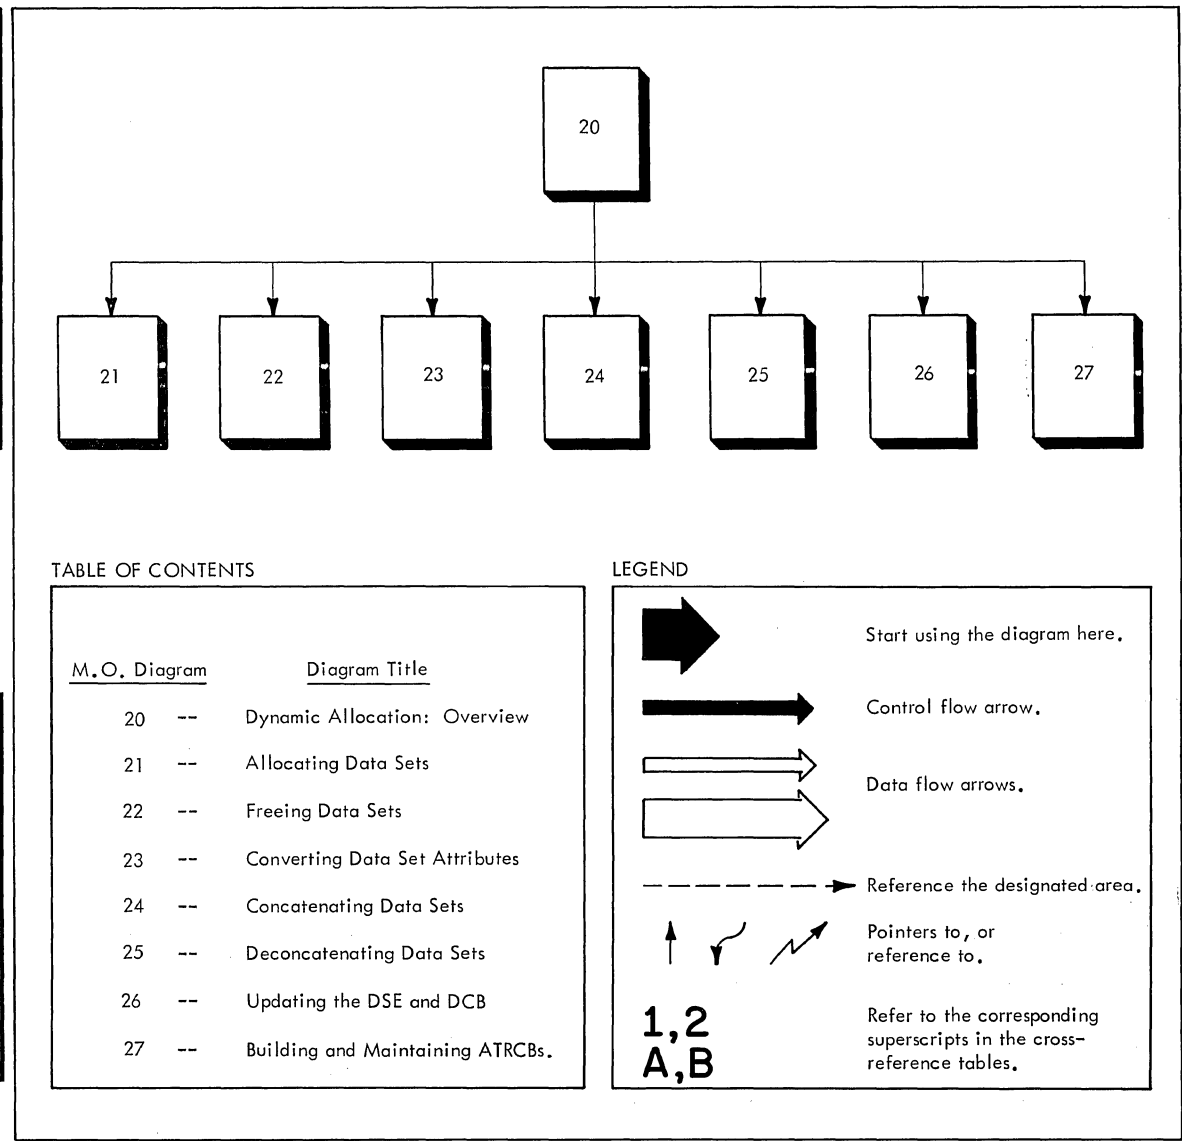 20
21 22 23 24 25 26 27
TABLE OF CONTENTS
M.O. Diagram Diagram Title
20 -- Dynamic Allocation: Overview
21 -- Allocating Data Sets
22 -- Freeing Data Sets
23 -- Converting Data Set Attributes
24 -- Concatenating Data Sets
25 -- Deconcatenating Data Sets
26 -- Updating the DSE and DCB
27 -- Building and Maintaining ATRCBs.
LEGEND
Start using the diagram here.
Control flow arrow.
Data flow arrows.
Reference the designated area.
Pointers to, or
reference to.
1,2
A,B
Refer to the corresponding
superscripts in the cross-
reference tables.